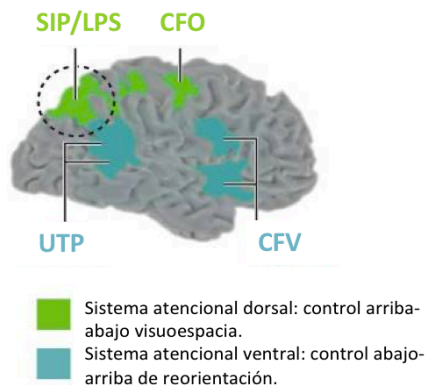 SIP/LPS CFO
UTP CFV
Sistema atencional dorsal: control arriba-
abajo visuoespacia.
Sistema atencional ventral: control abajo-
arriba de reorientación.